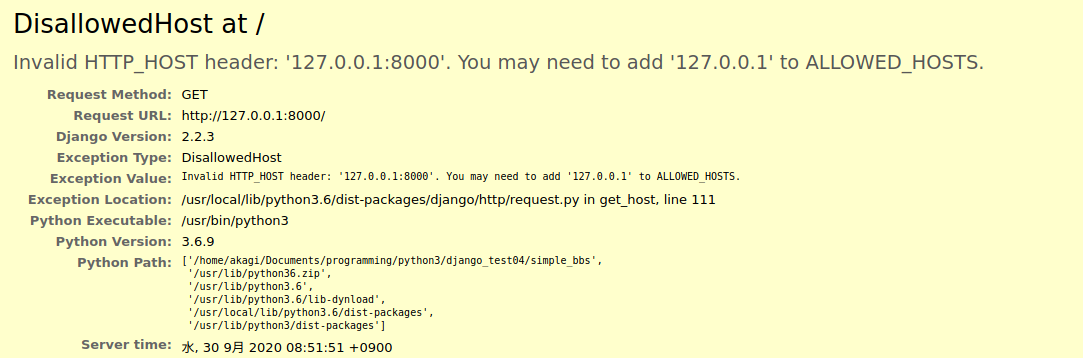 DisallowedHost at /
Invalid HTTP_HOST header: '127.0.0.1:8000'. You may need to add '127.0.0.1' to ALLOWED_HOSTS.
Request Method: GET
Request URL: http://127.0.0.1:8000/
Django Version: 2.2.3
Exception Type: DisallowedHost
Exception Value: Invalid HTTP_HOST header: '127.0.0.1:8000'. You may need to add '127.0.0.1' to ALLOWED_HOSTS.
Exception Location: /usr/local/lib/python3.6/dist-packages/django/http/request.py in get_host, line 111
Python Executable: /usr/bin/python3
Python Version: 3.6.9
Python Path: ['/home/akagi/Documents/programming/python3/django_test04/simple_bbs',
'/usr/lib/python36.zip',
'/usr/lib/python3.6',
'/usr/lib/python3.6/lib-dynload',
'/usr/local/lib/python3.6/dist-packages',
'/usr/lib/python3/dist-packages']
Server time: 水, 30 9月 2020 08:51:51 +0900